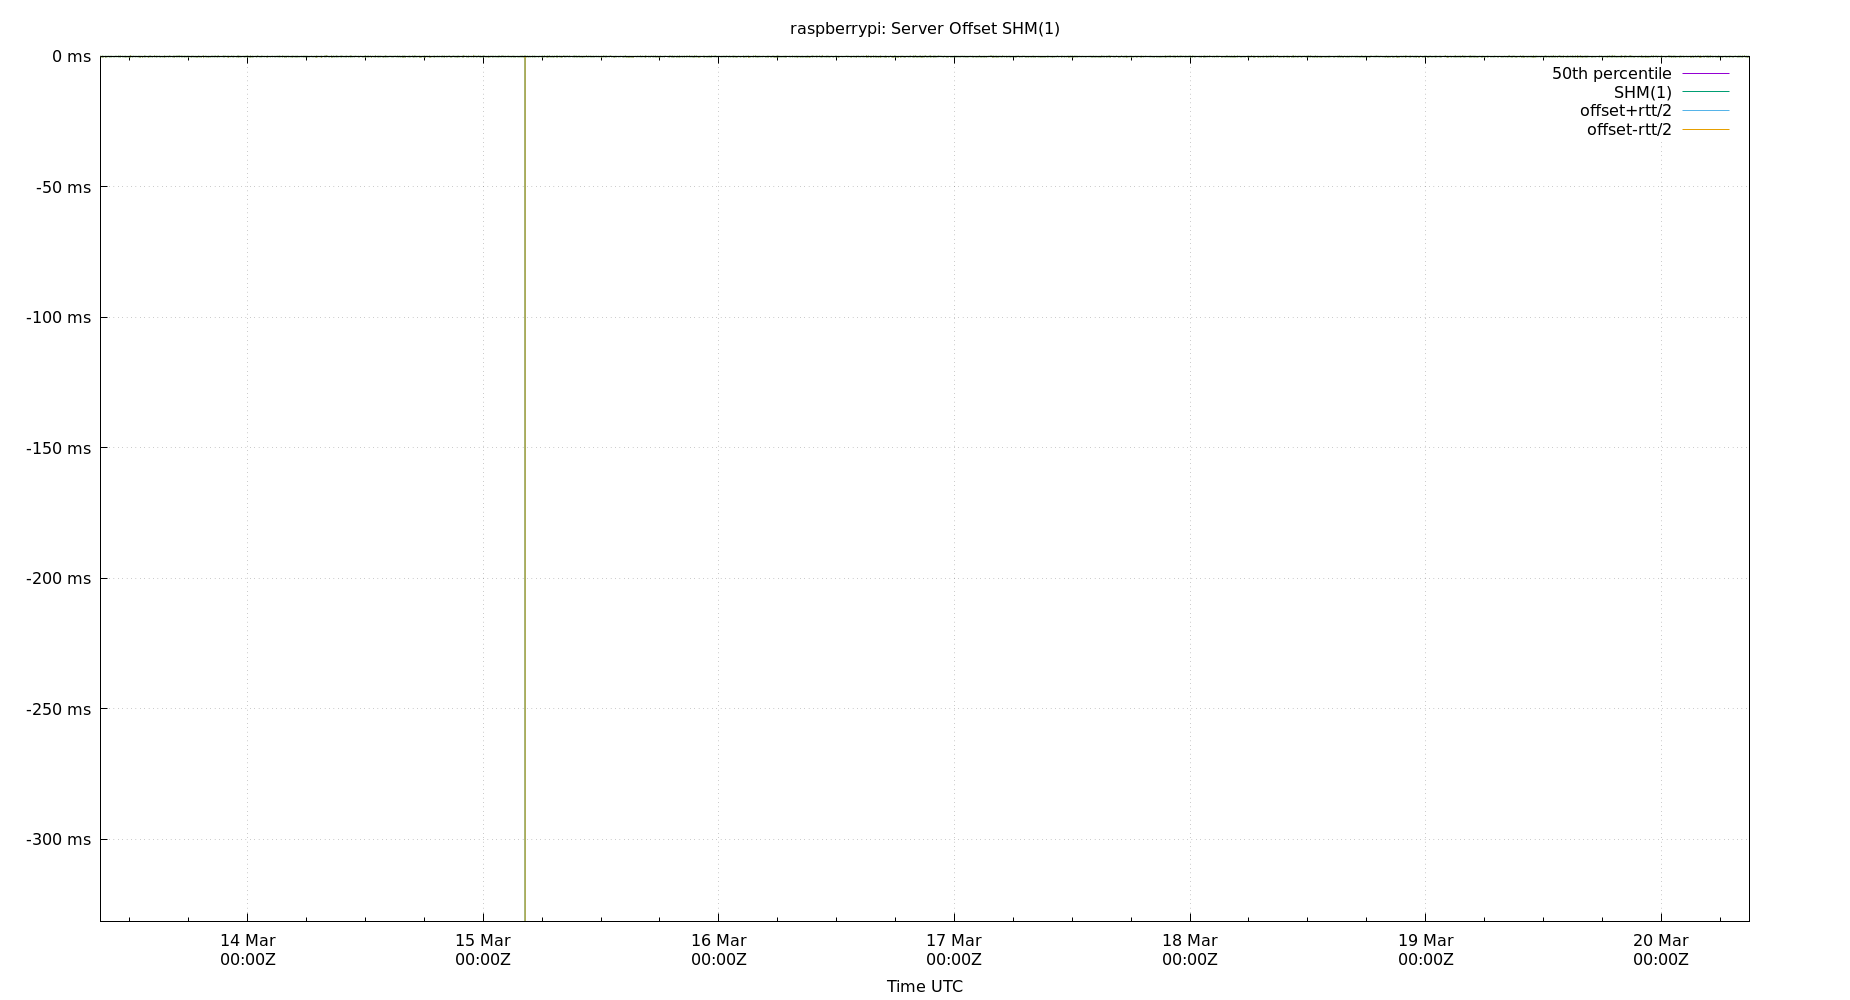 raspberrypi: Server Offset SHM(1)
0 ms
50th percentile
SHM(1)
offset+rtt/2
offset-rtt/2
-50 ms
-100 ms
-150 ms
-200 ms
-250 ms
-300 ms
14 Mar 15 Mar 16 Mar 17 Mar 18 Mar 19 Mar 20 Mar
00:00Z 00:00Z 00:00Z 00:00Z 00:00Z 00:00Z 00:00Z
Time UTC